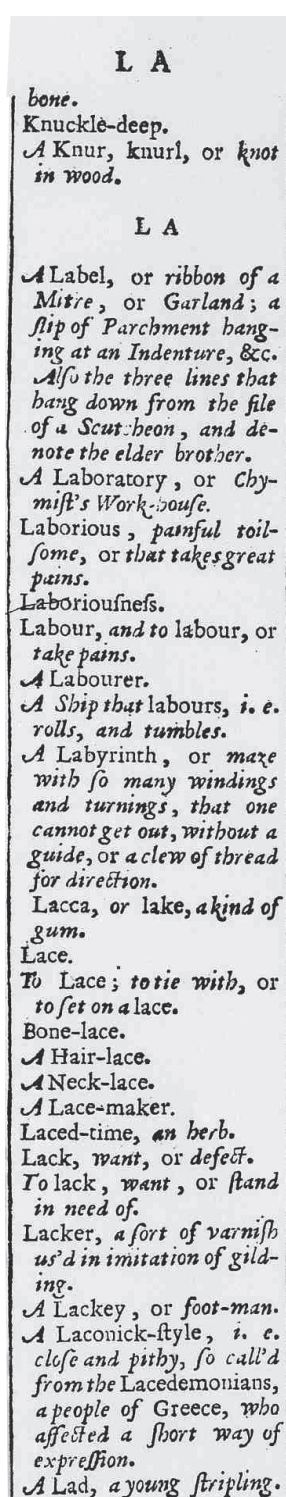 L A
bone.
Knuckle-deep.
A Knur, knurl, or knot
in wood.
L A
A Label, or ribbon of a
Mitre, or Garland; a
ſlip of Parchment hang-
ing at an Indenture, &c.
Alſo the three lines that
hang down from the file
of a Scutcheon, and de-
note the elder brother.
A Laboratory, or Chy-
miſt's Work-houſe.
Laborious, painful toil-
ſome, or that takes great
pains.
Laboriouſneſs.
Labour, and to labour, or
take pains.
A Labourer.
A Ship that labours, i. e.
rolls, and tumbles.
A Labyrinth, or maze
with ſo many windings
and turnings, that one
cannot get out, without a
guide, or a clew of thread
for direction.
Lacca, or lake, a kind of
gum.
Lace.
To Lace; to tie with, or
to ſet on a lace.
Bone-lace.
A Hair-lace.
A Neck-lace.
A Lace-maker.
Laced-time, an herb.
Lack, want, or defect.
To lack, want, or ſtand
in need of.
Lacker, a ſort of varniſh
us'd in imitation of gild-
ing.
A Lackey, or foot-man.
A Laconick-ſtyle, i. e.
cloſe and pithy, ſo call'd
from the Lacedemonians,
a people of Greece, who
affected a ſhort way of
expreſſion.
A Lad, a young ſtripling.